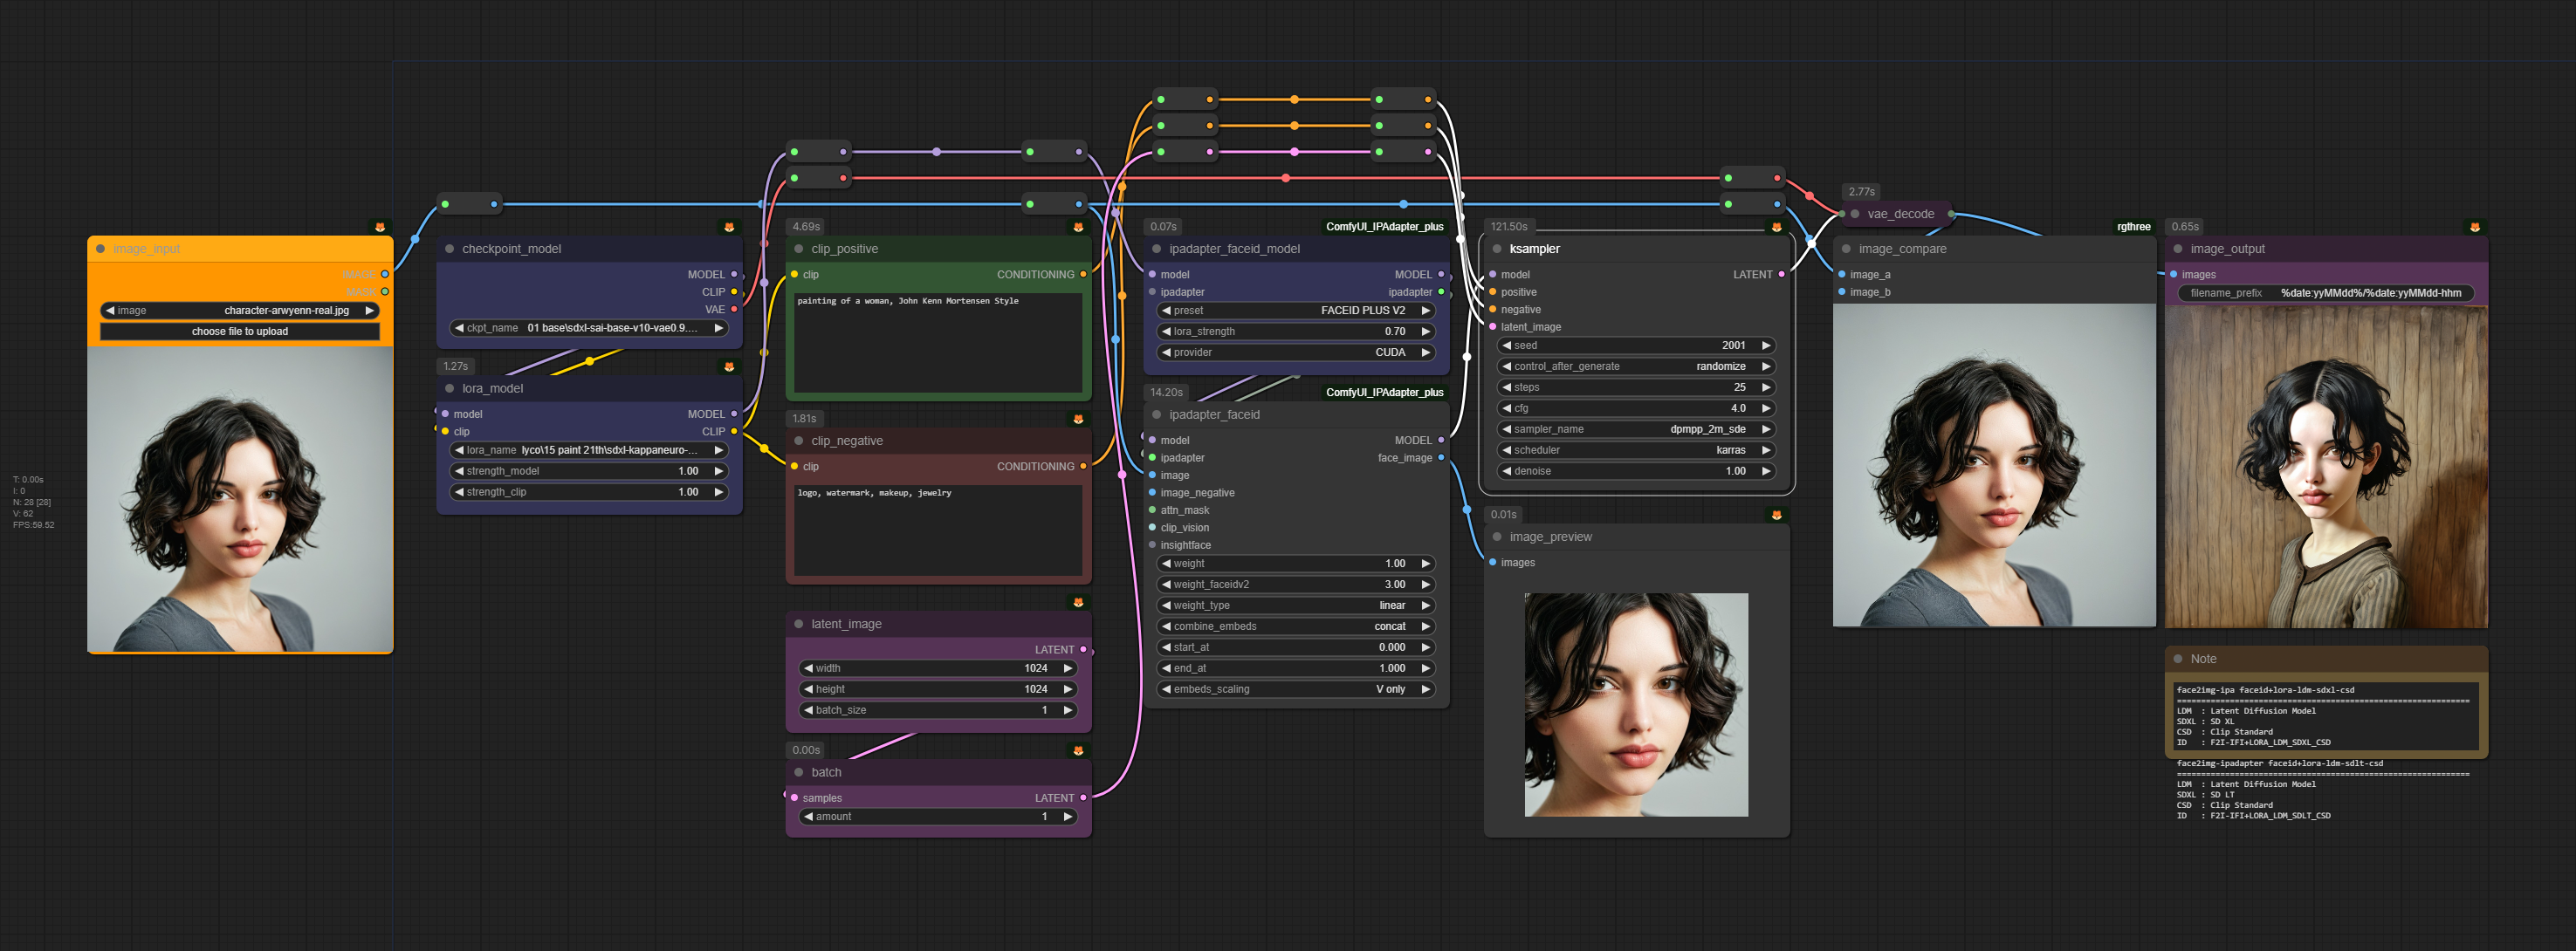 T: 0.00s
I: 0
N: 28 [28]
V: 62
FPS:59.52
image_input
IMAGE
MASK
image character-arwyenn-real.jpg
choose file to upload
checkpoint_model
MODEL
CLIP
VAE
ckpt_name 01 base\sdxl-sai-base-v10-vae0.9....
1.27s
lora_model
model MODEL
clip CLIP
lora_name lyco\15 paint 21th\sdxl-kappaneuro-...
strength_model 1.00
strength_clip 1.00
4.69s
clip_positive
clip CONDITIONING
painting of a woman, John Kenn Mortensen Style
1.81s
clip_negative
clip CONDITIONING
logo, watermark, makeup, jewelry
latent_image
LATENT
width 1024
height 1024
batch_size 1
0.00s
batch
samples LATENT
amount 1
0.07s ComfyUI_IPAdapter_plus
ipadapter_faceid_model
model MODEL
ipadapter ipadapter
preset FACEID PLUS V2
lora_strength 0.70
provider CUDA
14.20s ComfyUI_IPAdapter_plus
ipadapter_faceid
model MODEL
ipadapter face_image
image
image_negative
attn_mask
clip_vision
insightface
weight 1.00
weight_faceidv2 3.00
weight_type linear
combine_embeds concat
start_at 0.000
end_at 1.000
embeds_scaling V only
121.50s
ksampler
model LATENT
positive
negative
latent_image
seed 2001
control_after_generate randomize
steps 25
cfg 4.0
sampler_name dpmpp_2m_sde
scheduler karras
denoise 1.00
0.01s
image_preview
images
2.77s
vae_decode
rgthree
image_compare
image_a
image_b
0.65s
image_output
images
filename_prefix %date:yyMMdd%/%date:yyMMdd-hhm
Note
face2img-ipa faceid+lora-ldm-sdxl-csd
=================================================================
LDM : Latent Diffusion Model
SDXL : SD XL
CSD : Clip Standard
ID : F2I-IFI+LORA_LDM_SDXL_CSD
face2img-ipadapter faceid+lora-ldm-sdlt-csd
=================================================================
LDM : Latent Diffusion Model
SDXL : SD LT
CSD : Clip Standard
ID : F2I-IFI+LORA_LDM_SDLT_CSD